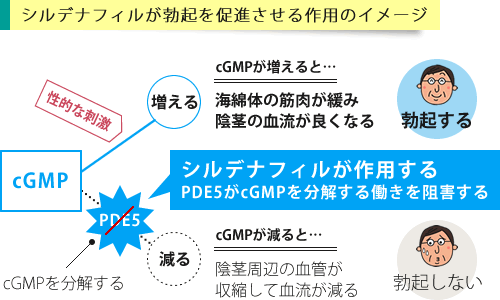 シルデナフィルが勃起を促進させる作用のイメージ
cGMPが増えると…
性的な刺激
増える
海綿体の筋肉が緩み
陰茎の血流が良くなる
勃起する
cGMP
シルデナフィルが作用する
PDE5がcGMPを分解する働きを阻害する
PDE5
cGMPが減ると…
減る
cGMPを分解する
陰茎周辺の血管が
収縮して血流が減る
勃起しない